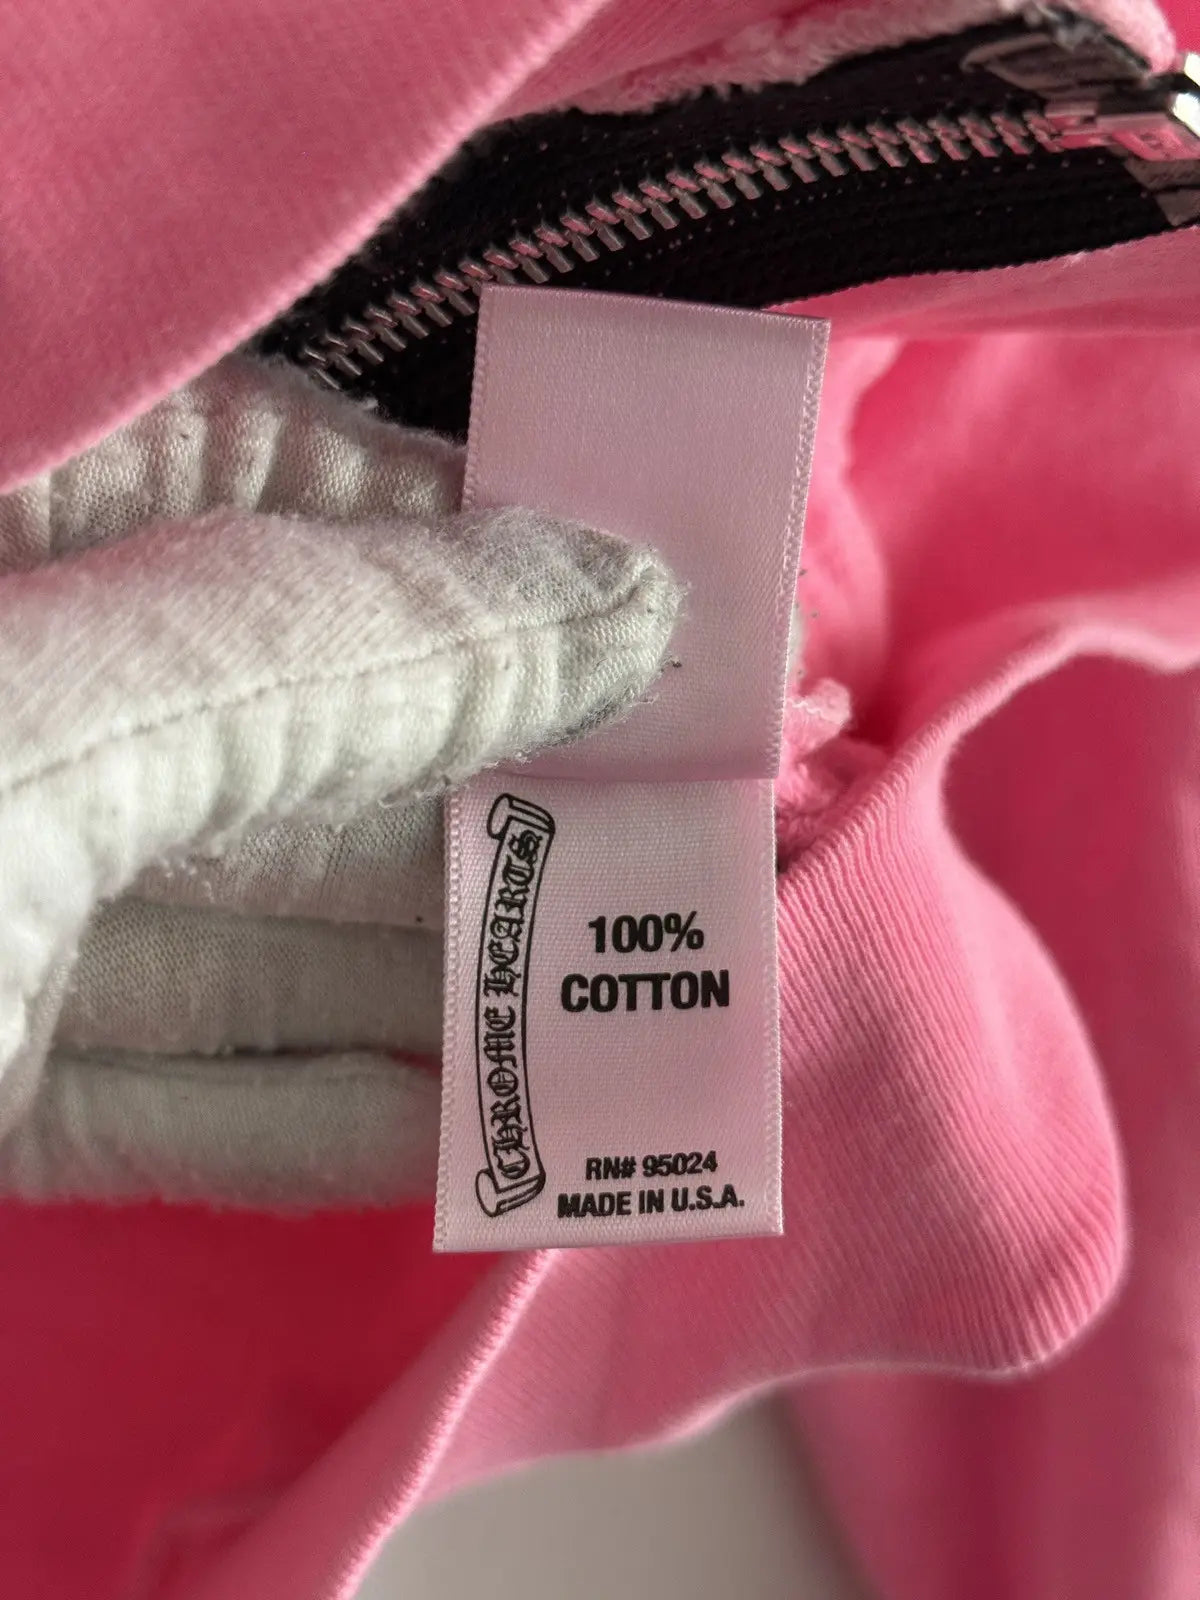 CHROME HEARTS
100%
COTTON
RN# 95024
MADE IN U.S.A.